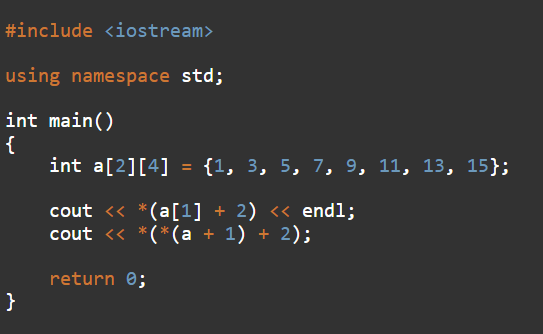 #include <iostream>
using namespace std;
int main()
{
    int a[2][4] = {1, 3, 5, 7, 9, 11, 13, 15};
    cout << *(a[1] + 2) << endl;
    cout << *(*(a + 1) + 2);
    return 0;
}